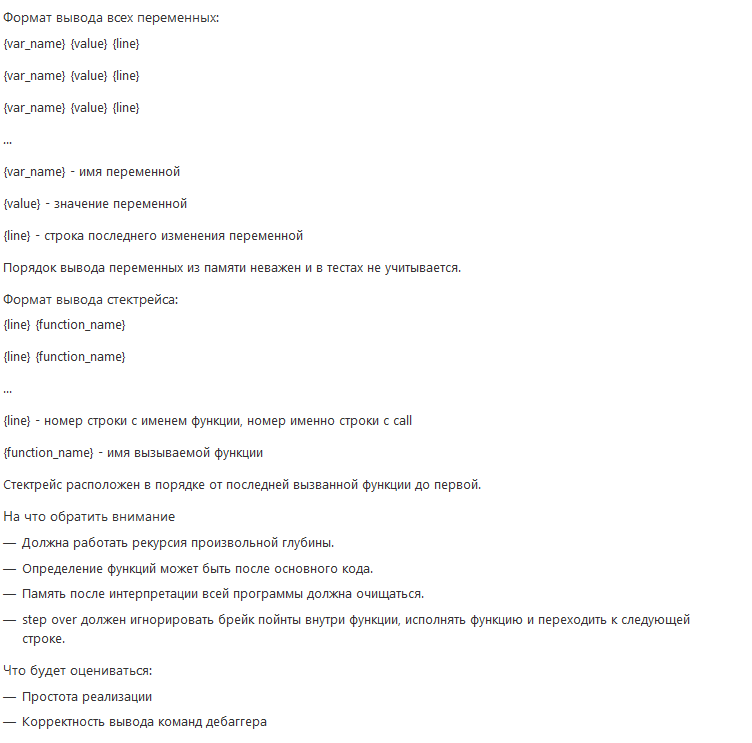 Формат вывода всех переменных:
{var_name} {value} {line}
{var_name} {value} {line}
{var_name} {value} {line}
...
{var_name} - имя переменной
{value} - значение переменной
{line} - строка последнего изменения переменной
Порядок вывода переменных из памяти неважен и в тестах не учитывается.
Формат вывода стектрейса:
{line} {function_name}
{line} {function_name}
...
{line} - номер строки с именем функции, номер именно строки с call
{function_name} - имя вызываемой функции
Стектрейс расположен в порядке от последней вызванной функции до первой.
На что обратить внимание
— Должна работать рекурсия произвольной глубины.
— Определение функций может быть после основного кода.
— Память после интерпретации всей программы должна очищаться.
— step over должен игнорировать брейк пойнты внутри функции, исполнять функцию и переходить к следующей
строке.
Что будет оцениваться:
— Простота реализации
— Корректность вывода команд дебаггера